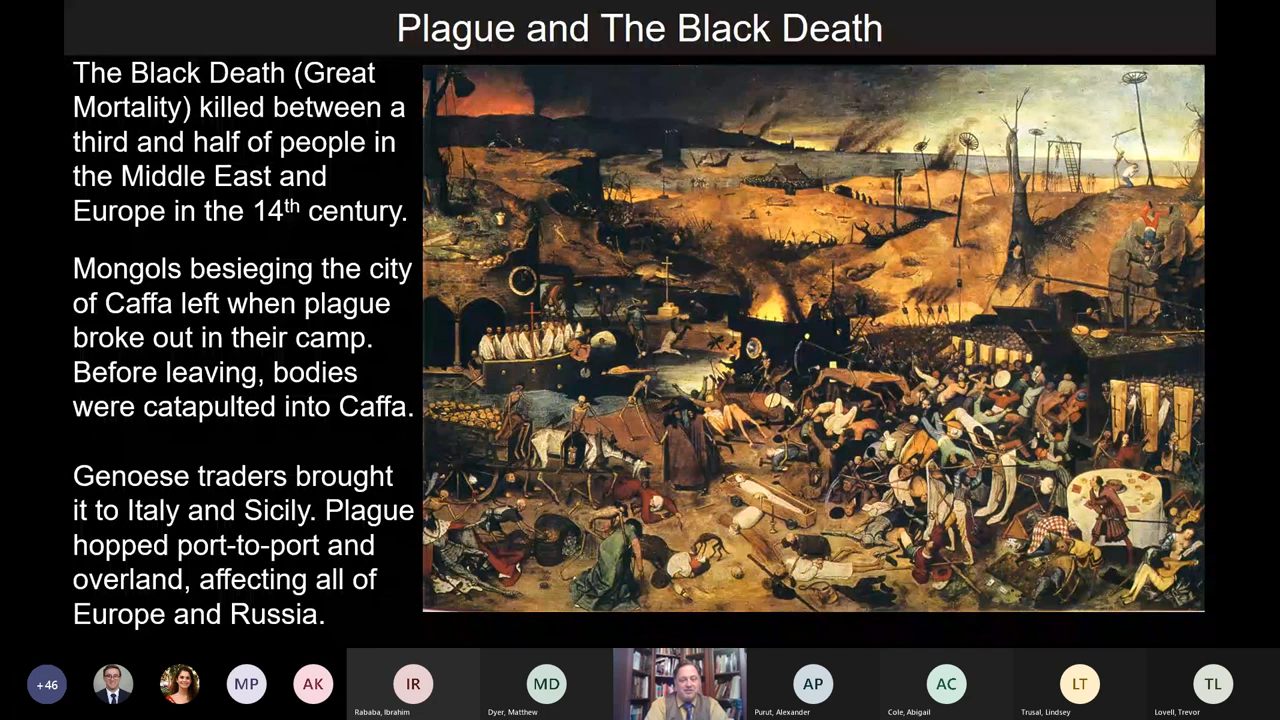 Plague and The Black Death
The Black Death (Great
Mortality) killed between a
third and half of people in
the Middle East and
Europe in the 14th century.
Mongols besieging the city
of Caffa left when plague
broke out in their camp.
Before leaving, bodies
were catapulted into Caffa.
Genoese traders brought
it to Italy and Sicily. Plague
hopped port-to-port and
overland, affecting all of
Europe and Russia.
+46
MP
AK
IR
MD
AP
AC
LT
TL
Rababa, Ibrahim
Dyer, Matthew
Purut, Alexander
Cole, Abigail
Trusal, Lindsey
Lovell, Trevor